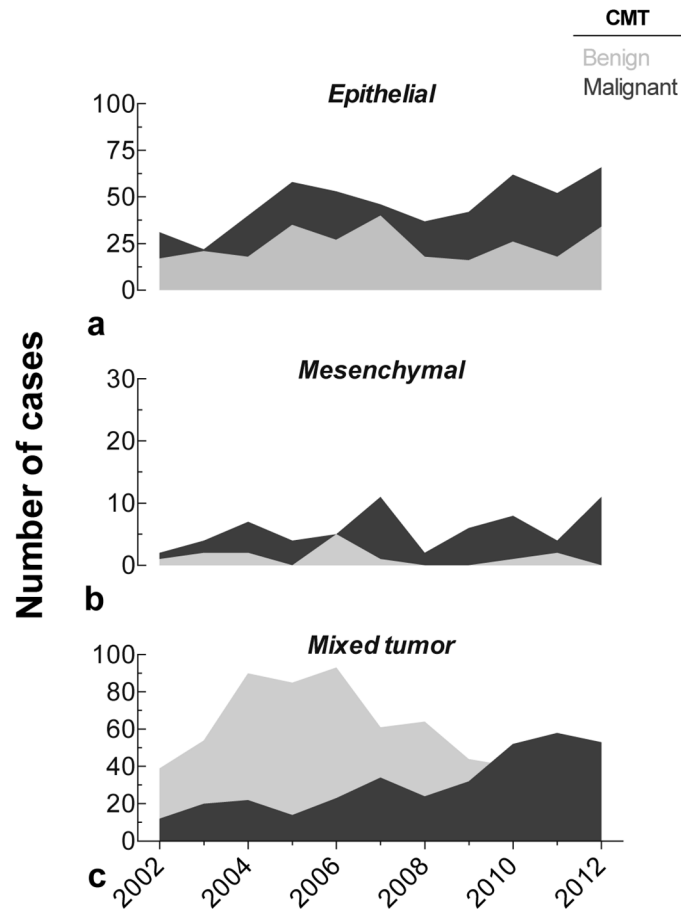 CMT
Benign
Malignant
Number of cases
Epithelial
100
75
50
25
0
a
Mesenchymal
30
20
10
0
b
Mixed tumor
100
80
60
40
20
0
c
2002 2004 2006 2008 2010 2012